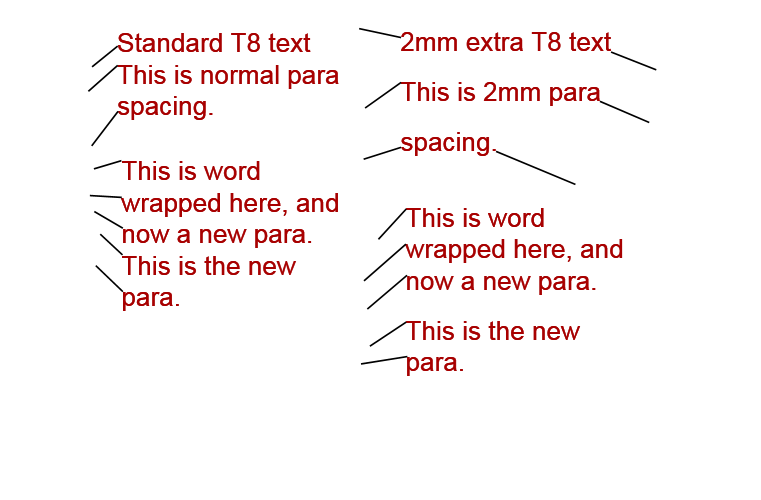 Standard T8 text
This is normal para
spacing.
This is word
wrapped here, and
now a new para.
This is the new
para.
2mm extra T8 text
This is 2mm para
spacing.
This is word
wrapped here, and
now a new para.
This is the new
para.